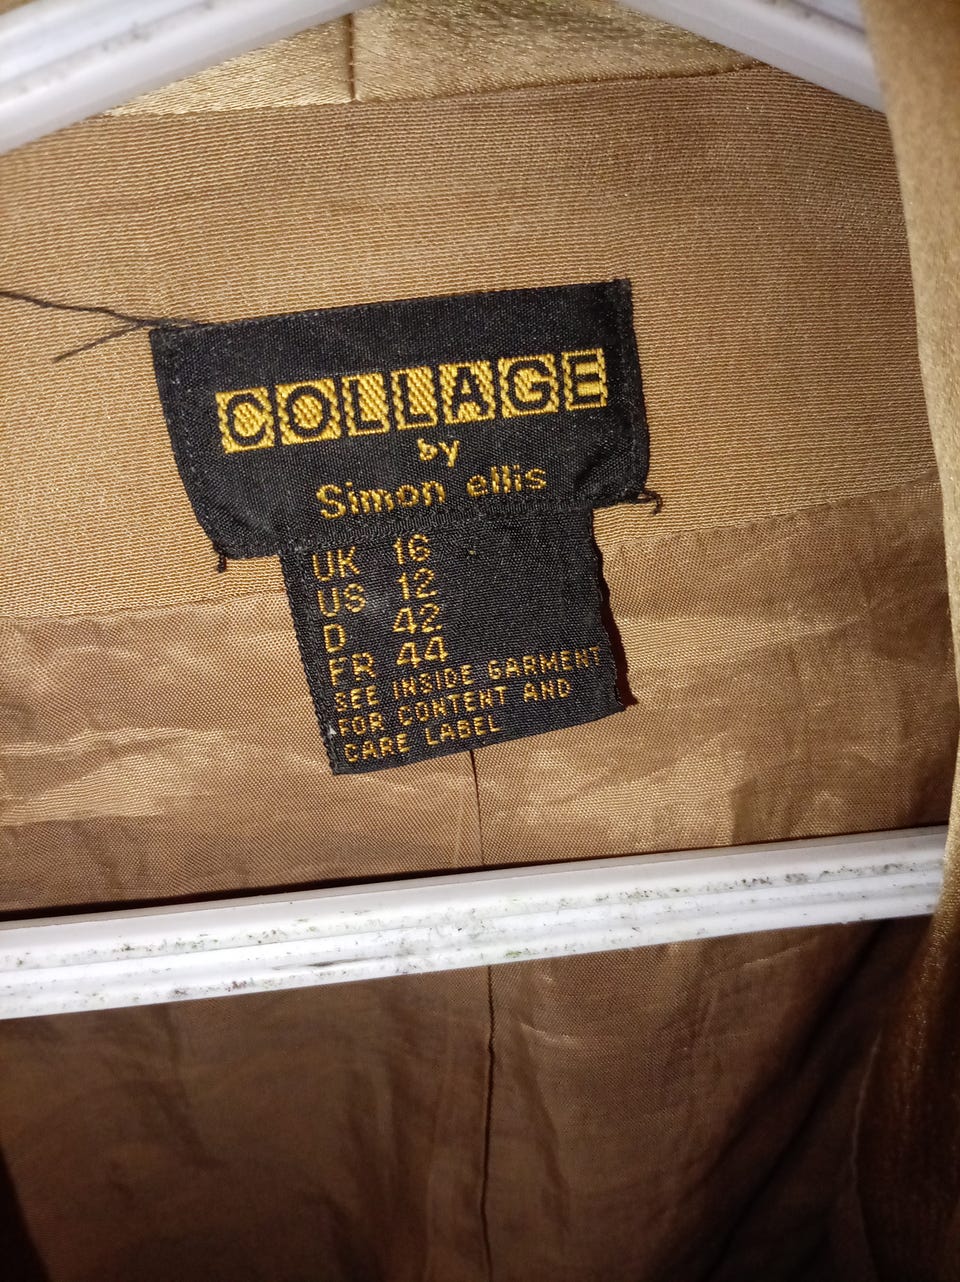 COLLAGE
by
Simon ellis
UK 16
US 12
D 42
FR 44
SEE INSIDE GARMENT
FOR CONTENT AND
CARE LABEL